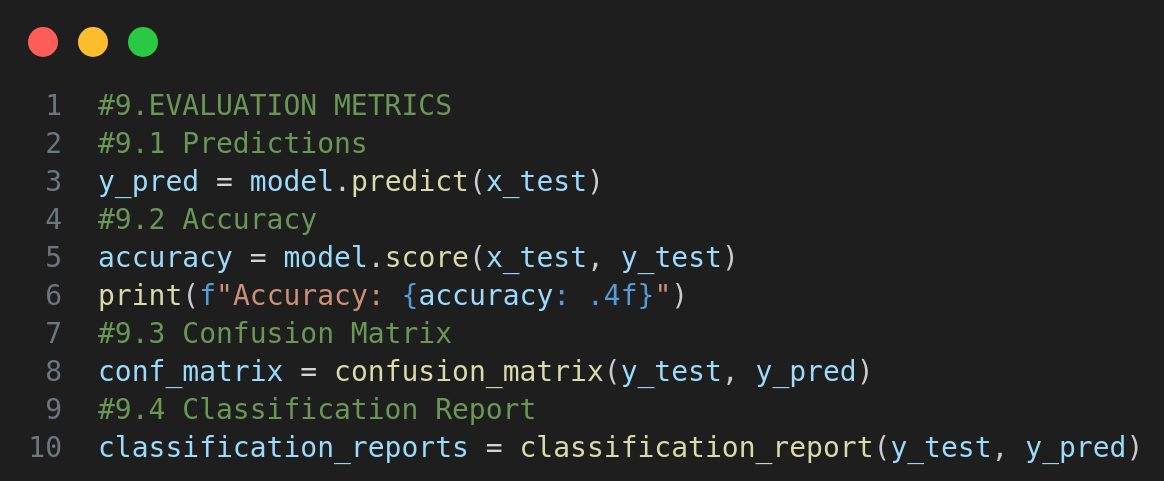 1 #9.EVALUATION METRICS
2 #9.1 Predictions
3 y_pred = model.predict(x_test)
4 #9.2 Accuracy
5 accuracy = model.score(x_test, y_test)
6 print(f"Accuracy: {accuracy: .4f}")
7 #9.3 Confusion Matrix
8 conf_matrix = confusion_matrix(y_test, y_pred)
9 #9.4 Classification Report
10 classification_reports = classification_report(y_test, y_pred)